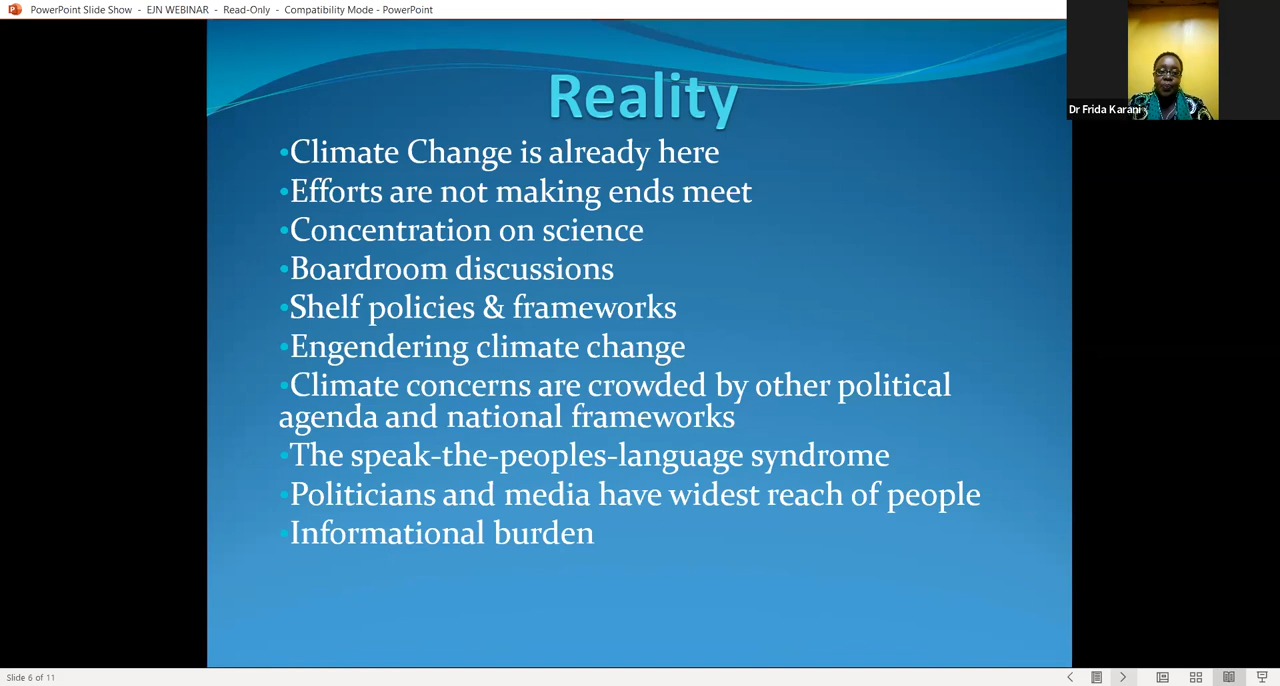 PowerPoint Slide Show - EJN WEBINAR - Read-Only - Compatibility Mode - PowerPoint
Dr Frida Karani
Reality
•Climate Change is already here
•Efforts are not making ends meet
•Concentration on science
•Boardroom discussions
•Shelf policies & frameworks
•Engendering climate change
•Climate concerns are crowded by other political
agenda and national frameworks
•The speak-the-peoples-language syndrome
•Politicians and media have widest reach of people
•Informational burden
Slide 6 of 11